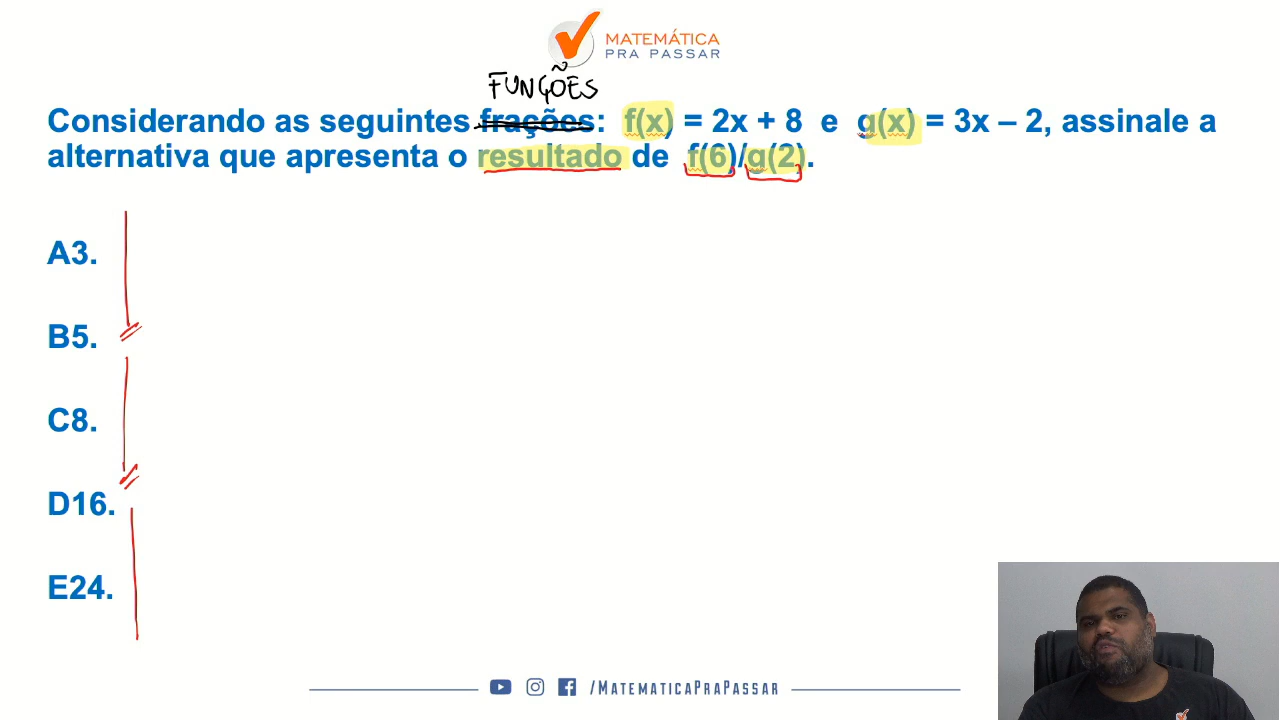 MATEMÁTICA
PRA PASSAR
FUNÇÕES
Considerando as seguintes frações: f(x) = 2x + 8 e g(x) = 3x – 2, assinale a
alternativa que apresenta o resultado de f(6)/g(2).
A3.
B5.
C8.
D16.
E24.
/MATEMATICAPRAPASSAR